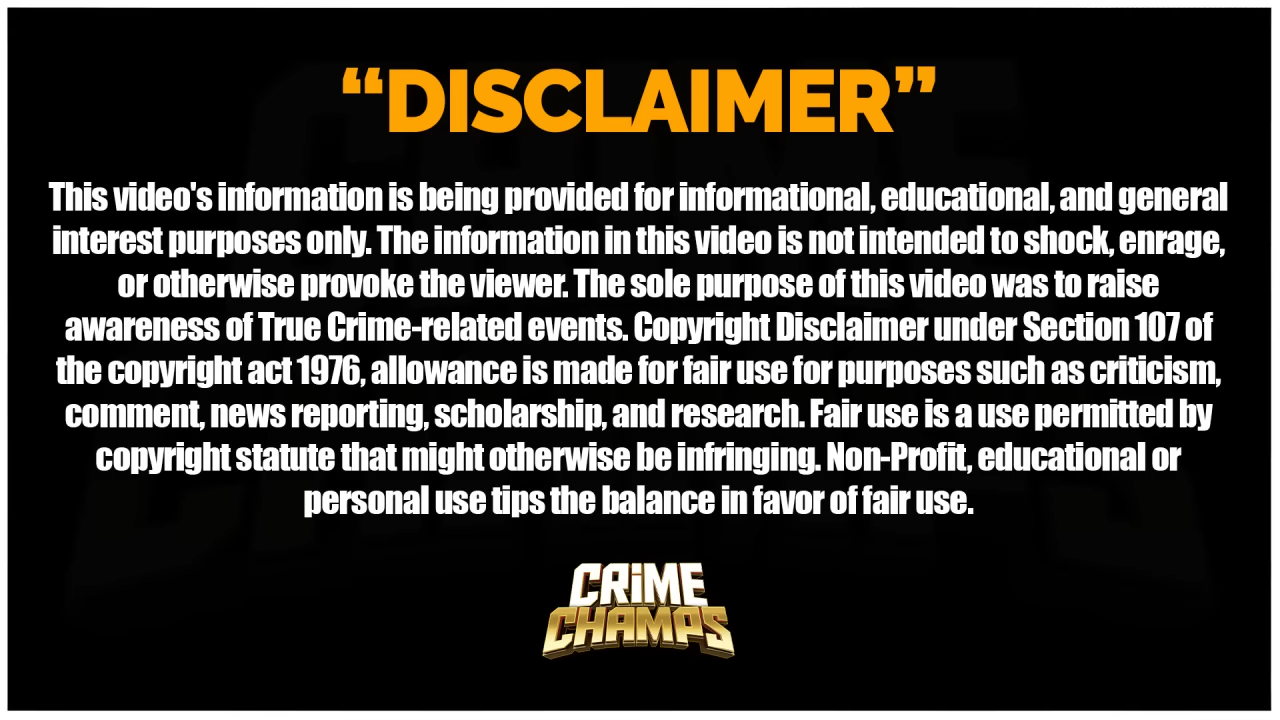 “DISCLAIMER”
This video's information is being provided for informational, educational, and general
interest purposes only. The information in this video is not intended to shock, enrage,
or otherwise provoke the viewer. The sole purpose of this video was to raise
awareness of True Crime-related events. Copyright Disclaimer under Section 107 of
the copyright act 1976, allowance is made for fair use for purposes such as criticism,
comment, news reporting, scholarship, and research. Fair use is a use permitted by
copyright statute that might otherwise be infringing. Non-Profit, educational or
personal use tips the balance in favor of fair use.
CRiME
CHAMPS